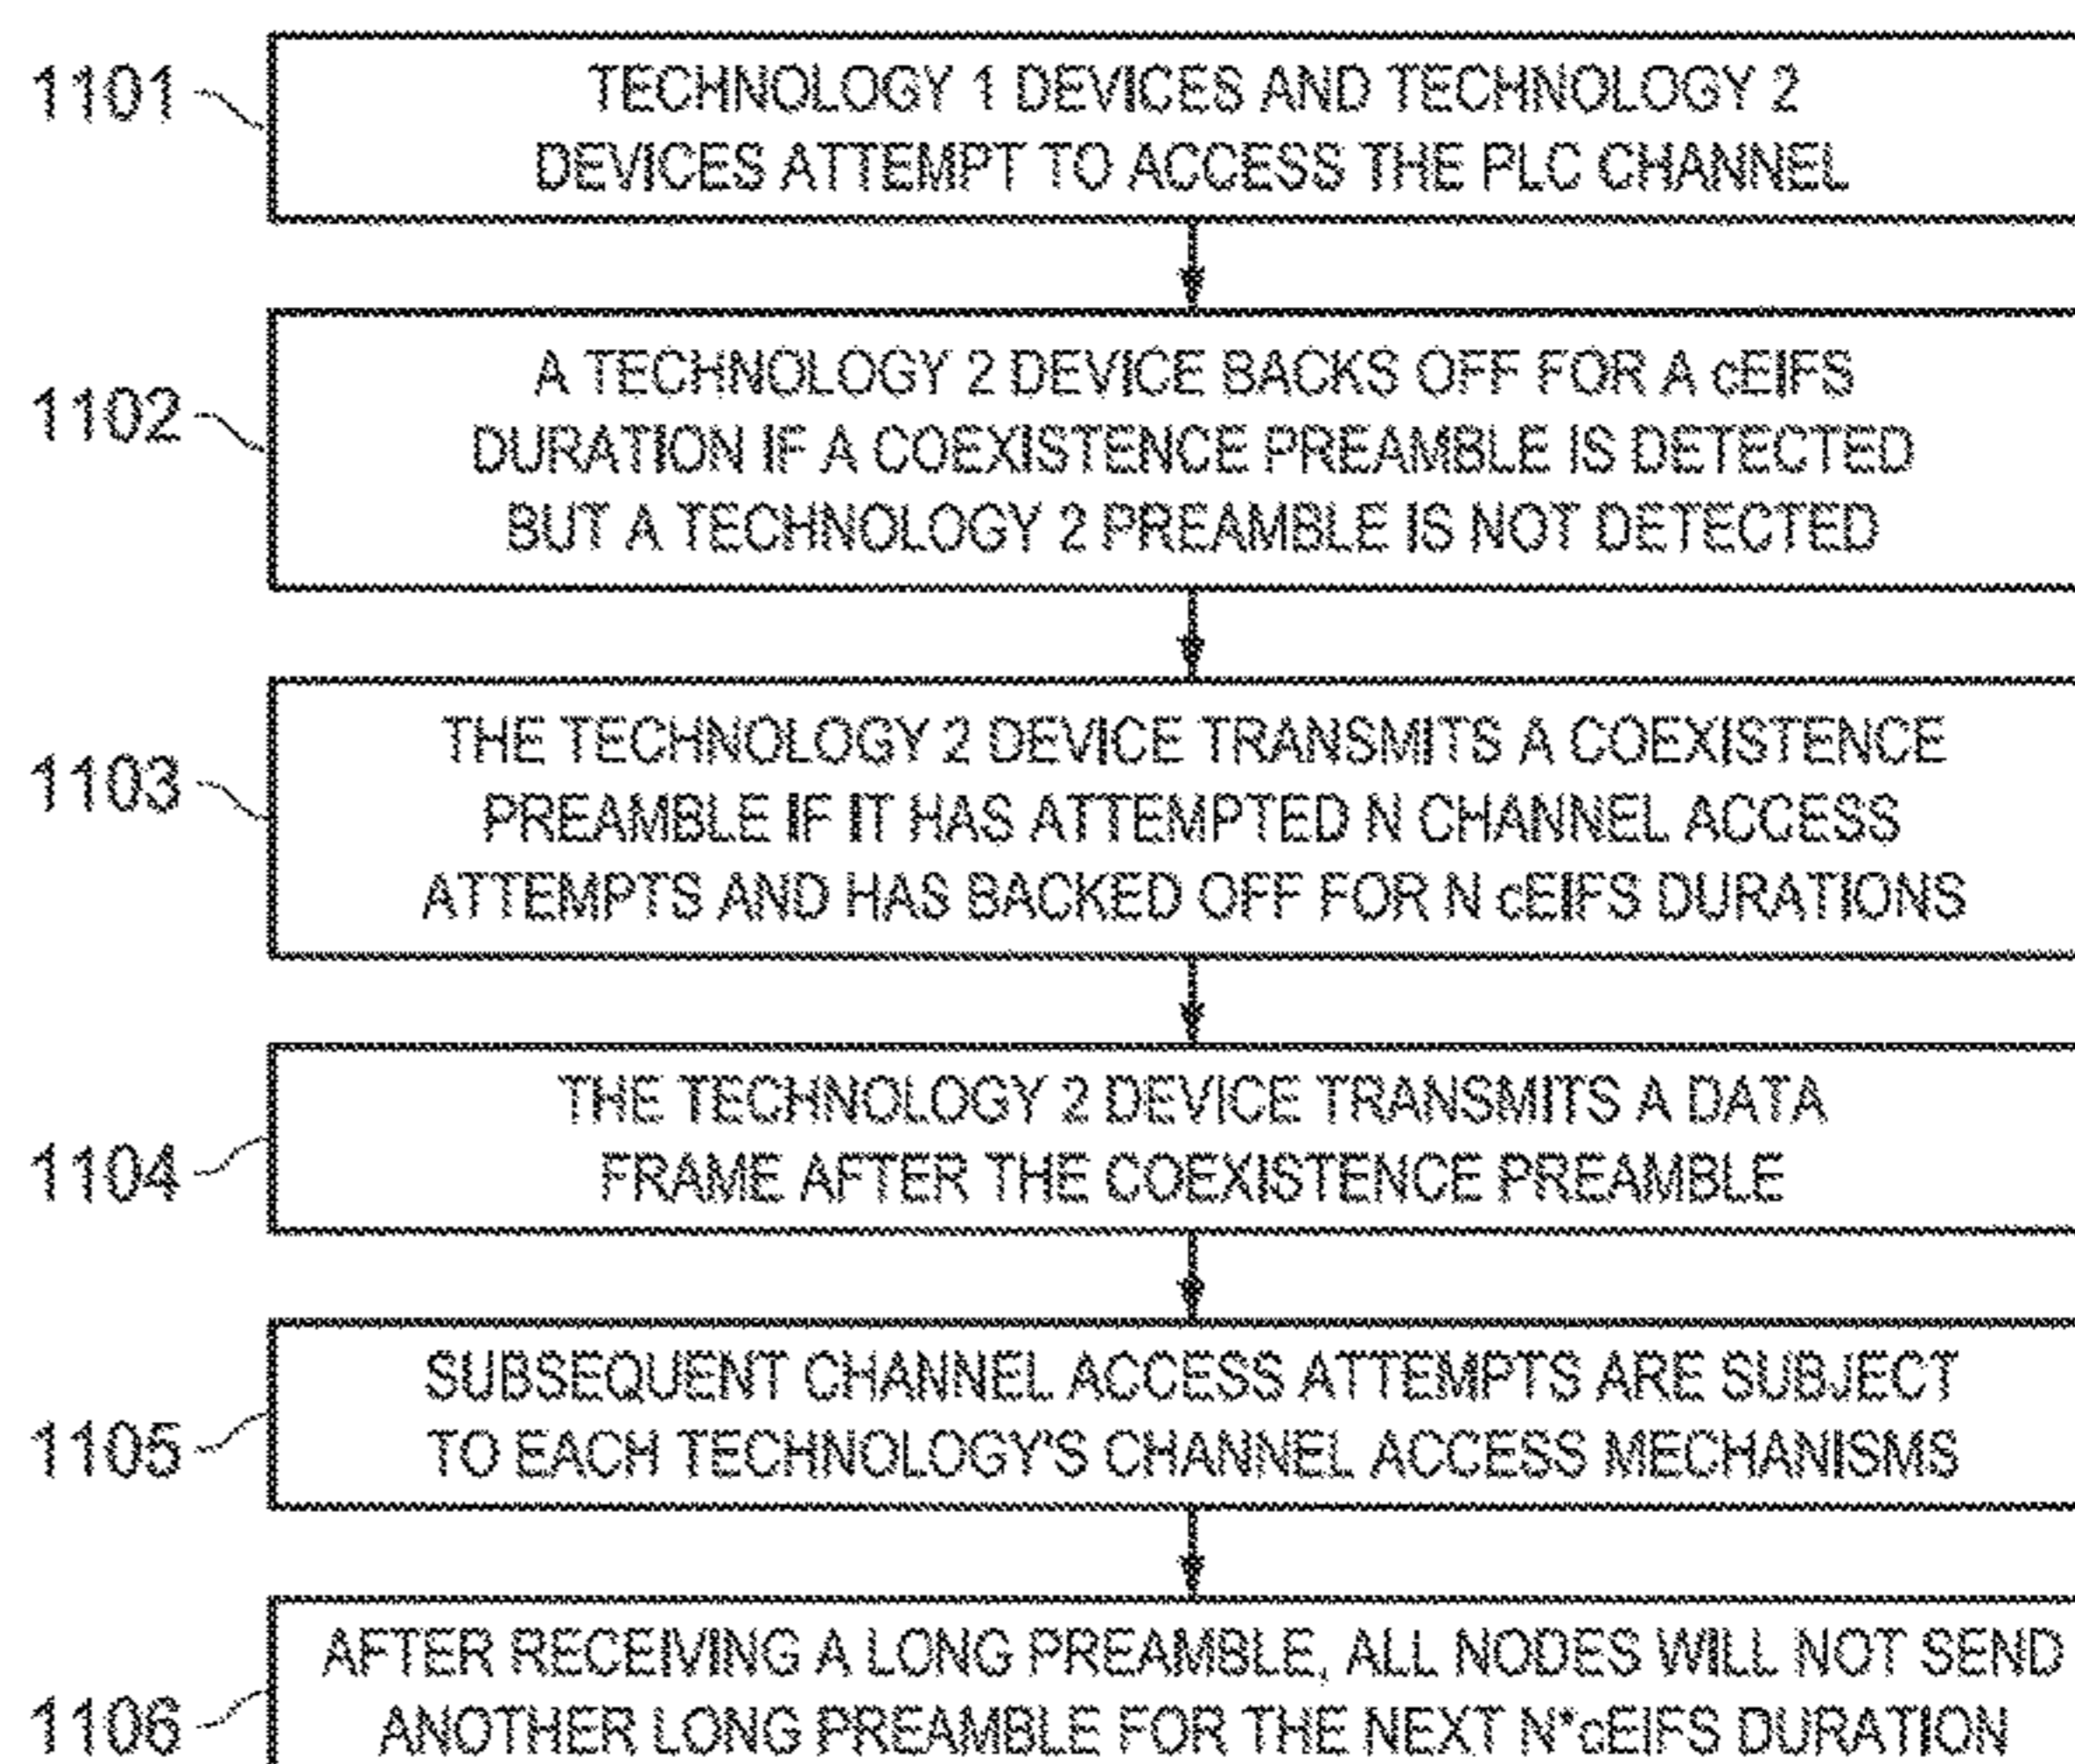 1101
TECHNOLOGY 1 DEVICES AND TECHNOLOGY 2
DEVICES ATTEMPT TO ACCESS THE PLC CHANNEL
1102
A TECHNOLOGY 2 DEVICE BACKS OFF FOR A cEIFS
DURATION IF A COEXISTENCE PREAMBLE IS DETECTED
BUT A TECHNOLOGY 2 PREAMBLE IS NOT DETECTED
1103
THE TECHNOLOGY 2 DEVICE TRANSMITS A COEXISTENCE
PREAMBLE IF IT HAS ATTEMPTED N CHANNEL ACCESS
ATTEMPTS AND HAS BACKED OFF FOR N cEIFS DURATIONS
1104
THE TECHNOLOGY 2 DEVICE TRANSMITS A DATA
FRAME AFTER THE COEXISTENCE PREAMBLE
1105
SUBSEQUENT CHANNEL ACCESS ATTEMPTS ARE SUBJECT
TO EACH TECHNOLOGY'S CHANNEL ACCESS MECHANISMS
1106
AFTER RECEIVING A LONG PREAMBLE, ALL NODES WILL NOT SEND
ANOTHER LONG PREAMBLE FOR THE NEXT N*cEIFS DURATION